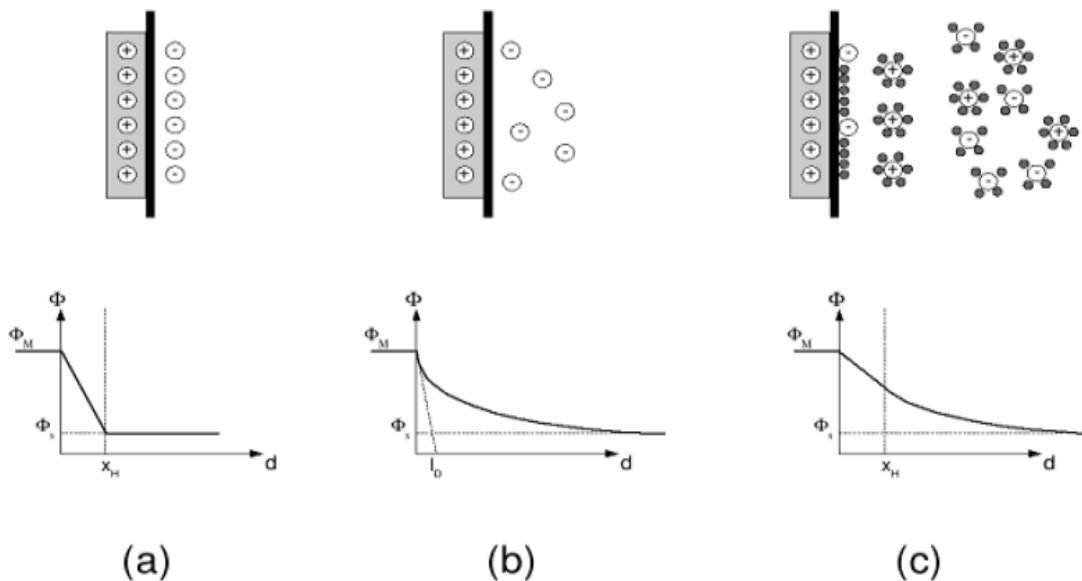 Φ Φ Φ
Φ_M Φ_M Φ_M
Φ_s Φ_s Φ_s
x_H d l_D d x_H d
(a) (b) (c)